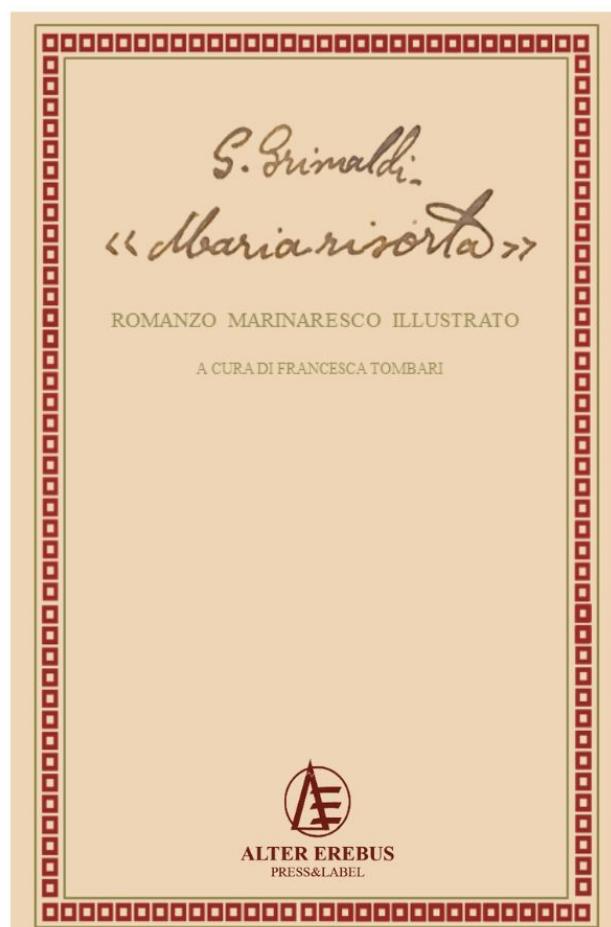 G. Grimaldi.
«Maria risorta»
ROMANZO MARINARESCO ILLUSTRATO
A CURA DI FRANCESCA TOMBARI
ALTER EREBUS
PRESS&LABEL